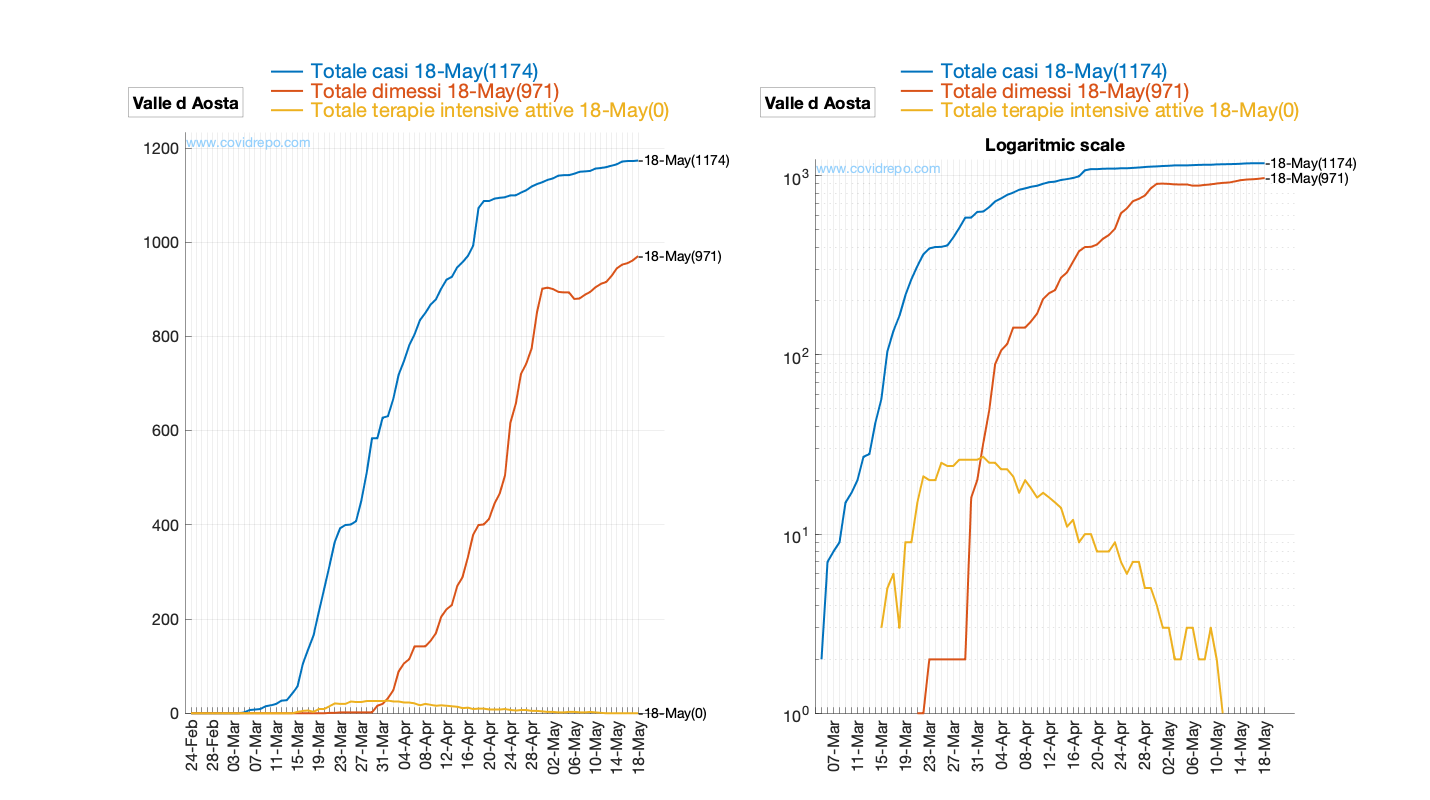 Totale casi 18-May(1174)
Totale dimessi 18-May(971)
Totale terapie intensive attive 18-May(0)
Valle d Aosta
www.covidrepo.com
1200
1000
800
600
400
200
0
18-May(1174)
18-May(971)
18-May(0)
24-Feb
28-Feb
03-Mar
07-Mar
11-Mar
15-Mar
19-Mar
23-Mar
27-Mar
31-Mar
04-Apr
08-Apr
12-Apr
16-Apr
20-Apr
24-Apr
28-Apr
02-May
06-May
10-May
14-May
18-May
Totale casi 18-May(1174)
Totale dimessi 18-May(971)
Totale terapie intensive attive 18-May(0)
Valle d Aosta
Logaritmic scale
www.covidrepo.com
10³
10²
10¹
10⁰
18-May(1174)
18-May(971)
07-Mar
11-Mar
15-Mar
19-Mar
23-Mar
27-Mar
31-Mar
04-Apr
08-Apr
12-Apr
16-Apr
20-Apr
24-Apr
28-Apr
02-May
06-May
10-May
14-May
18-May